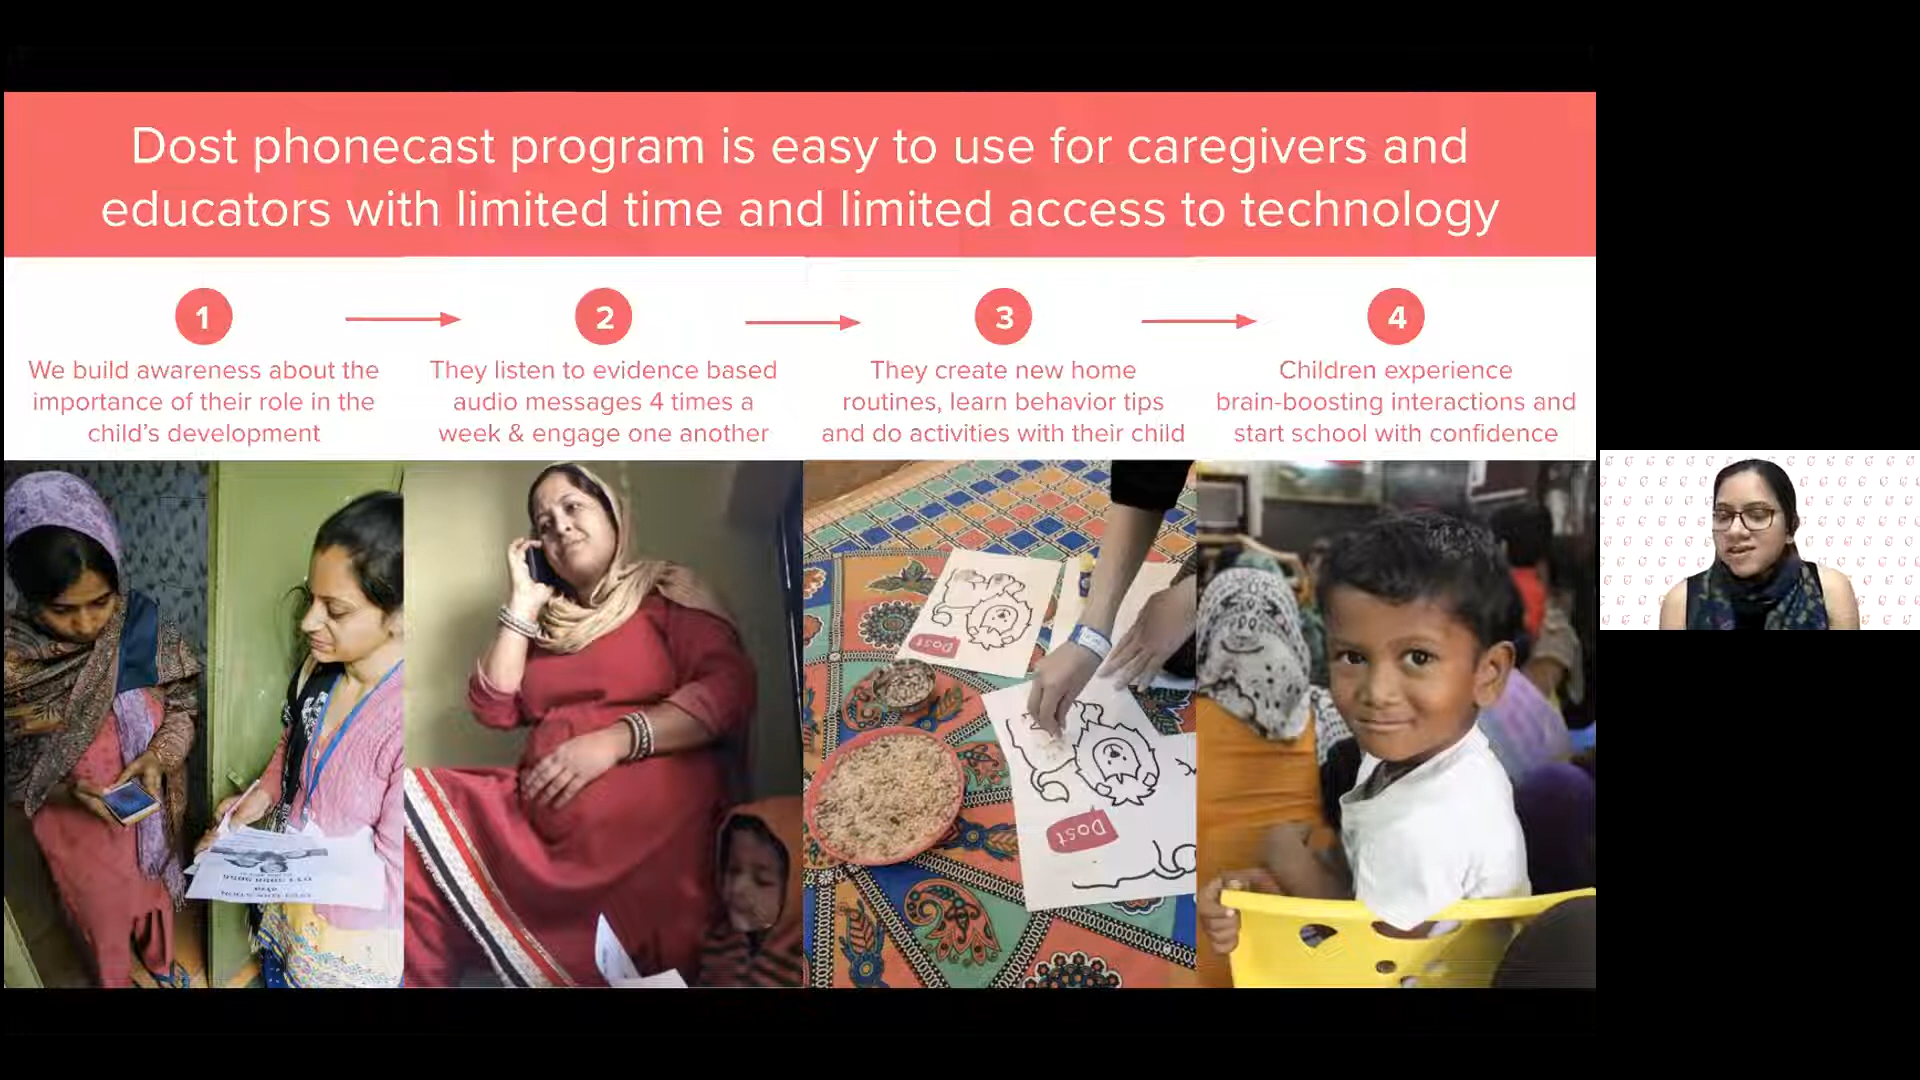 Dost phonecast program is easy to use for caregivers and
educators with limited time and limited access to technology
1
We build awareness about the
importance of their role in the
child's development
2
They listen to evidence based
audio messages 4 times a
week & engage one another
3
They create new home
routines, learn behavior tips
and do activities with their child
4
Children experience
brain-boosting interactions and
start school with confidence
Dost
Dost